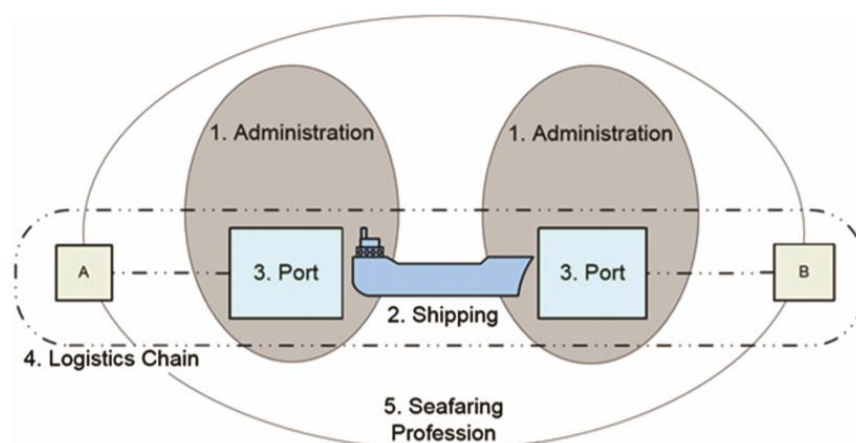 1. Administration
1. Administration
A
3. Port
3. Port
B
2. Shipping
4. Logistics Chain
5. Seafaring
Profession